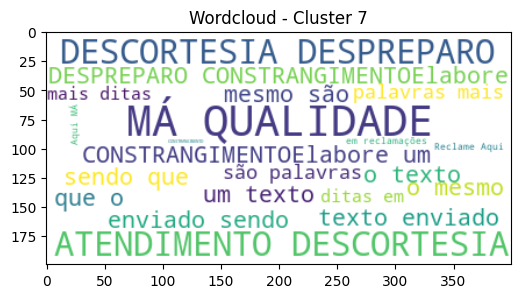 Wordcloud - Cluster 7
DESCORTESIA DESPREPARO
DESPREPARO CONSTRANGIMENTOElabore
mais ditas
mesmo são
palavras mais
Aqui MÁ
MÁ QUALIDADE
em reclamações
Reclame Aqui
CONSTRANGIMENTOElabore um
sendo que
são palavras
o texto
que o
um texto
ditas em
o mesmo
enviado sendo
texto enviado
ATENDIMENTO DESCORTESIA
0
25
50
75
100
125
150
175
0 50 100 150 200 250 300 350